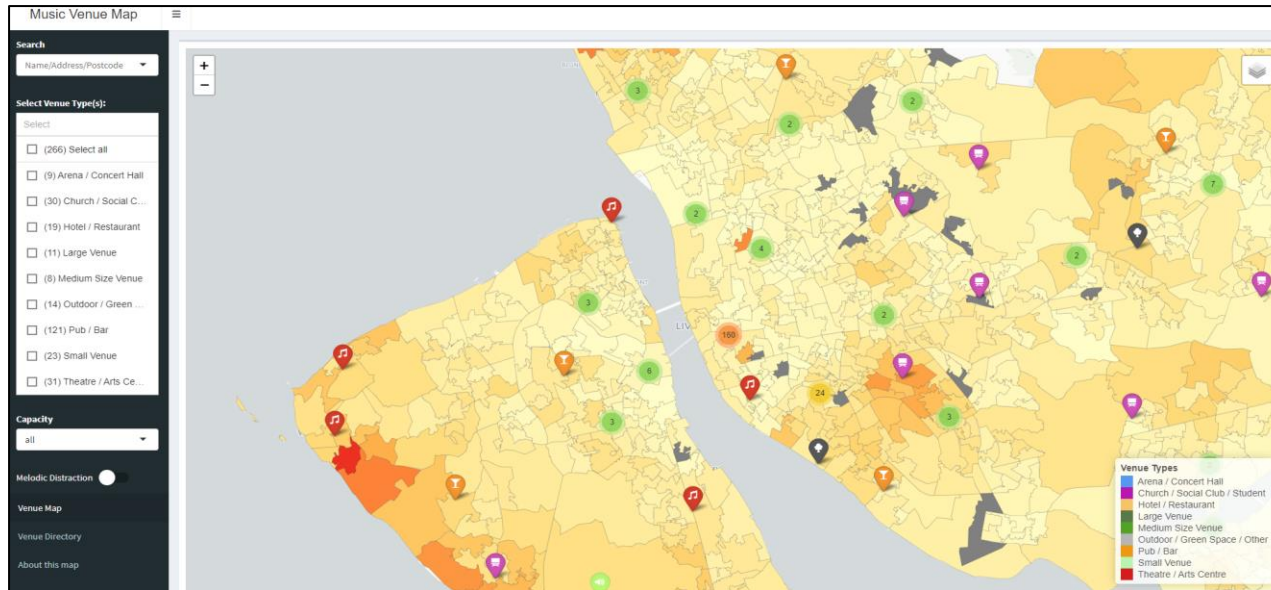 Music Venue Map
Search
Name/Address/Postcode
Select Venue Type(s):
Select
(266) Select all
(9) Arena / Concert Hall
(30) Church / Social C...
(19) Hotel / Restaurant
(11) Large Venue
(8) Medium Size Venue
(14) Outdoor / Green ...
(121) Pub / Bar
(23) Small Venue
(31) Theatre / Arts Ce...
Capacity
all
Melodic Distraction
Venue Map
Venue Directory
About this map
+
−
3
2
2
7
2
4
2
3
2
LIV
160
6
24
3
3
Venue Types
Arena / Concert Hall
Church / Social Club / Student
Hotel / Restaurant
Large Venue
Medium Size Venue
Outdoor / Green Space / Other
Pub / Bar
Small Venue
Theatre / Arts Centre